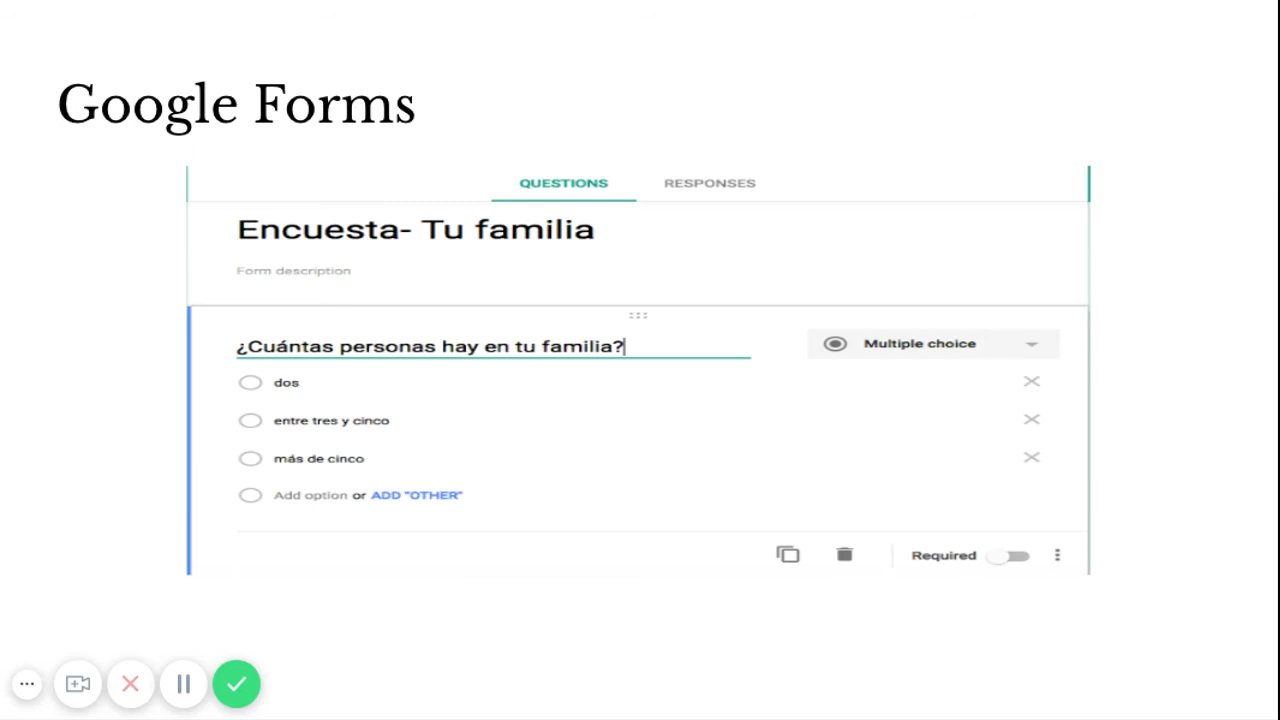 Google Forms
QUESTIONS RESPONSES
Encuesta- Tu familia
Form description
¿Cuántas personas hay en tu familia?
Multiple choice
dos
entre tres y cinco
más de cinco
Add option or ADD "OTHER"
Required